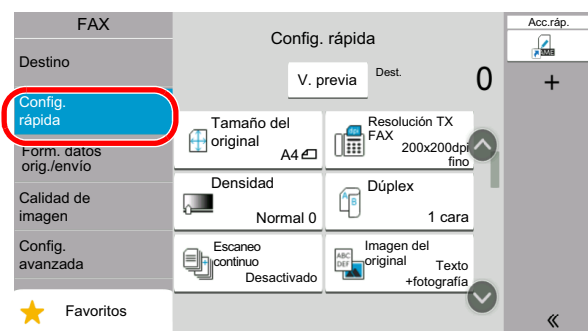 FAX
Destino
Config.
rápida
Form. datos
orig./envío
Calidad de
imagen
Config.
avanzada
Favoritos
Config. rápida
V. previa
Dest.
0
Tamaño del
original
A4
Resolución TX
FAX
200x200dpi
fino
Densidad
Normal 0
Dúplex
1 cara
Escaneo
continuo
Desactivado
Imagen del
original
Texto
+fotografía
1
Acc.ráp.
+
«